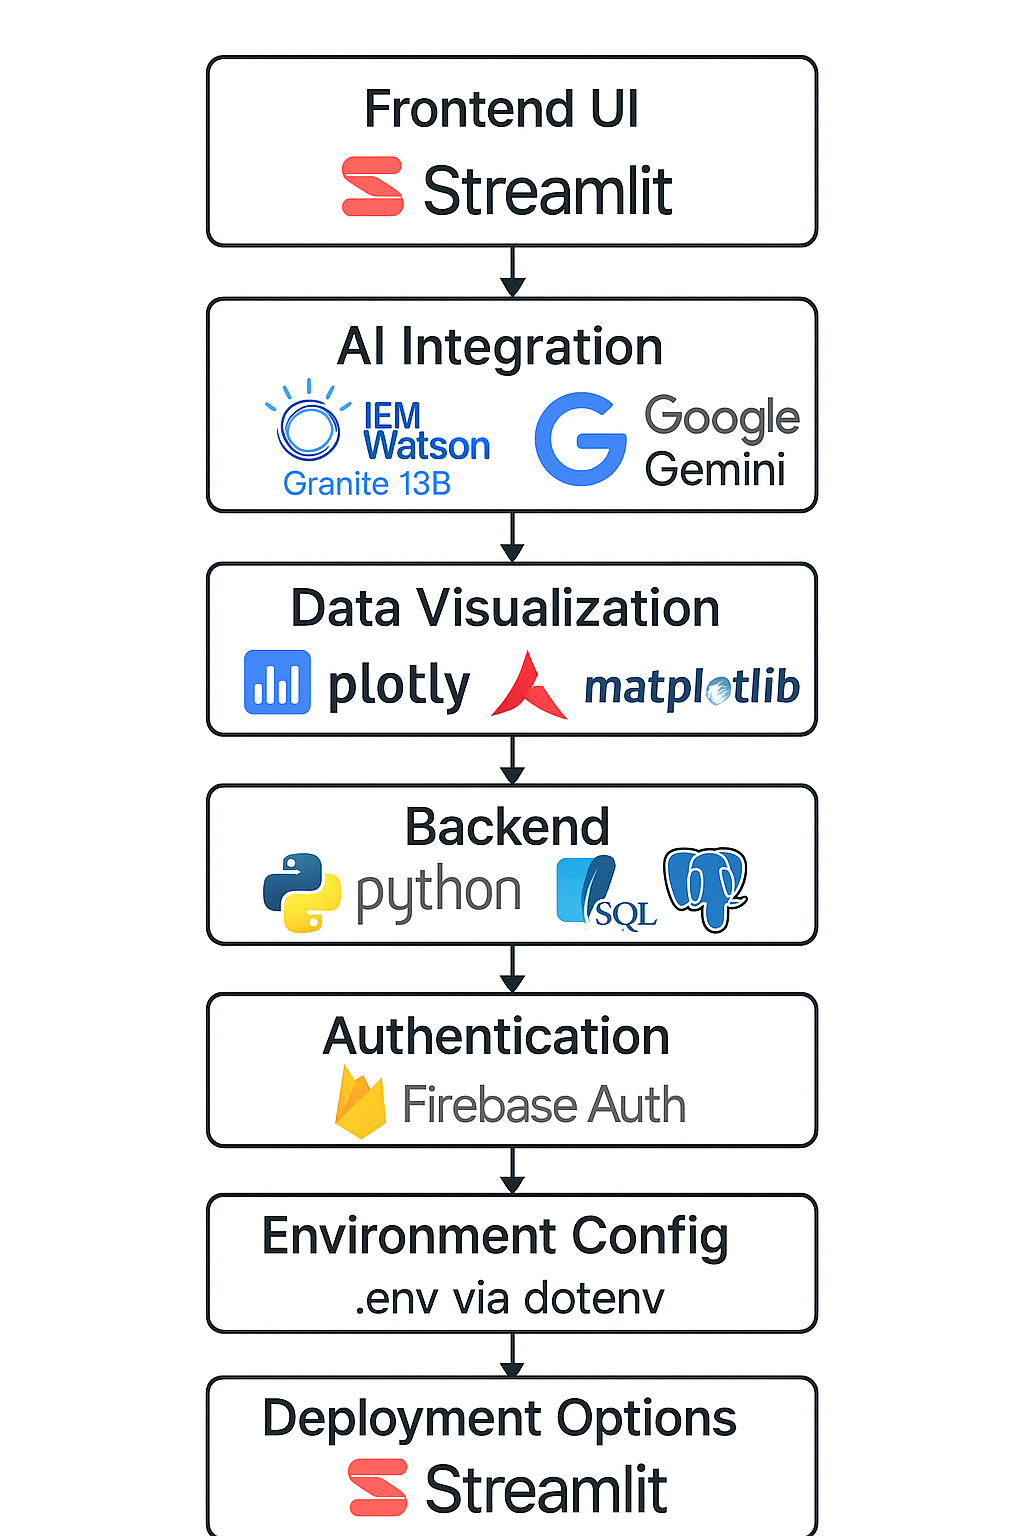 Frontend UI
Streamlit
AI Integration
IEM
Watson
Granite 13B
Google
Gemini
Data Visualization
plotly
matplotlib
Backend
python
SQL
Authentication
Firebase Auth
Environment Config
.env via dotenv
Deployment Options
Streamlit